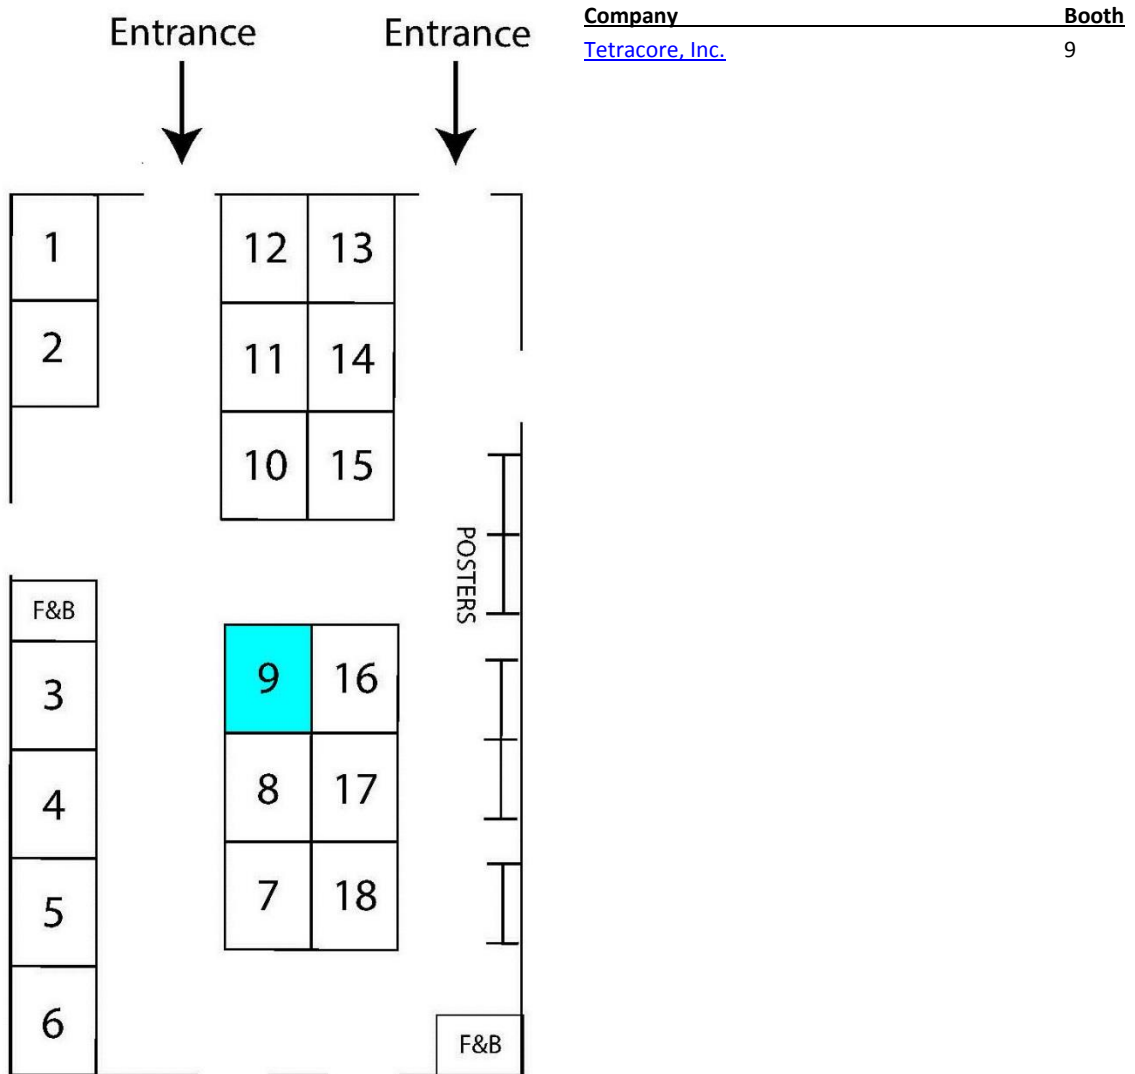 Entrance Entrance
Company Booth
Tetracore, Inc. 9
1 12 13
2 11 14
10 15
POSTERS
F&B
3 9 16
4 8 17
5 7 18
6 F&B